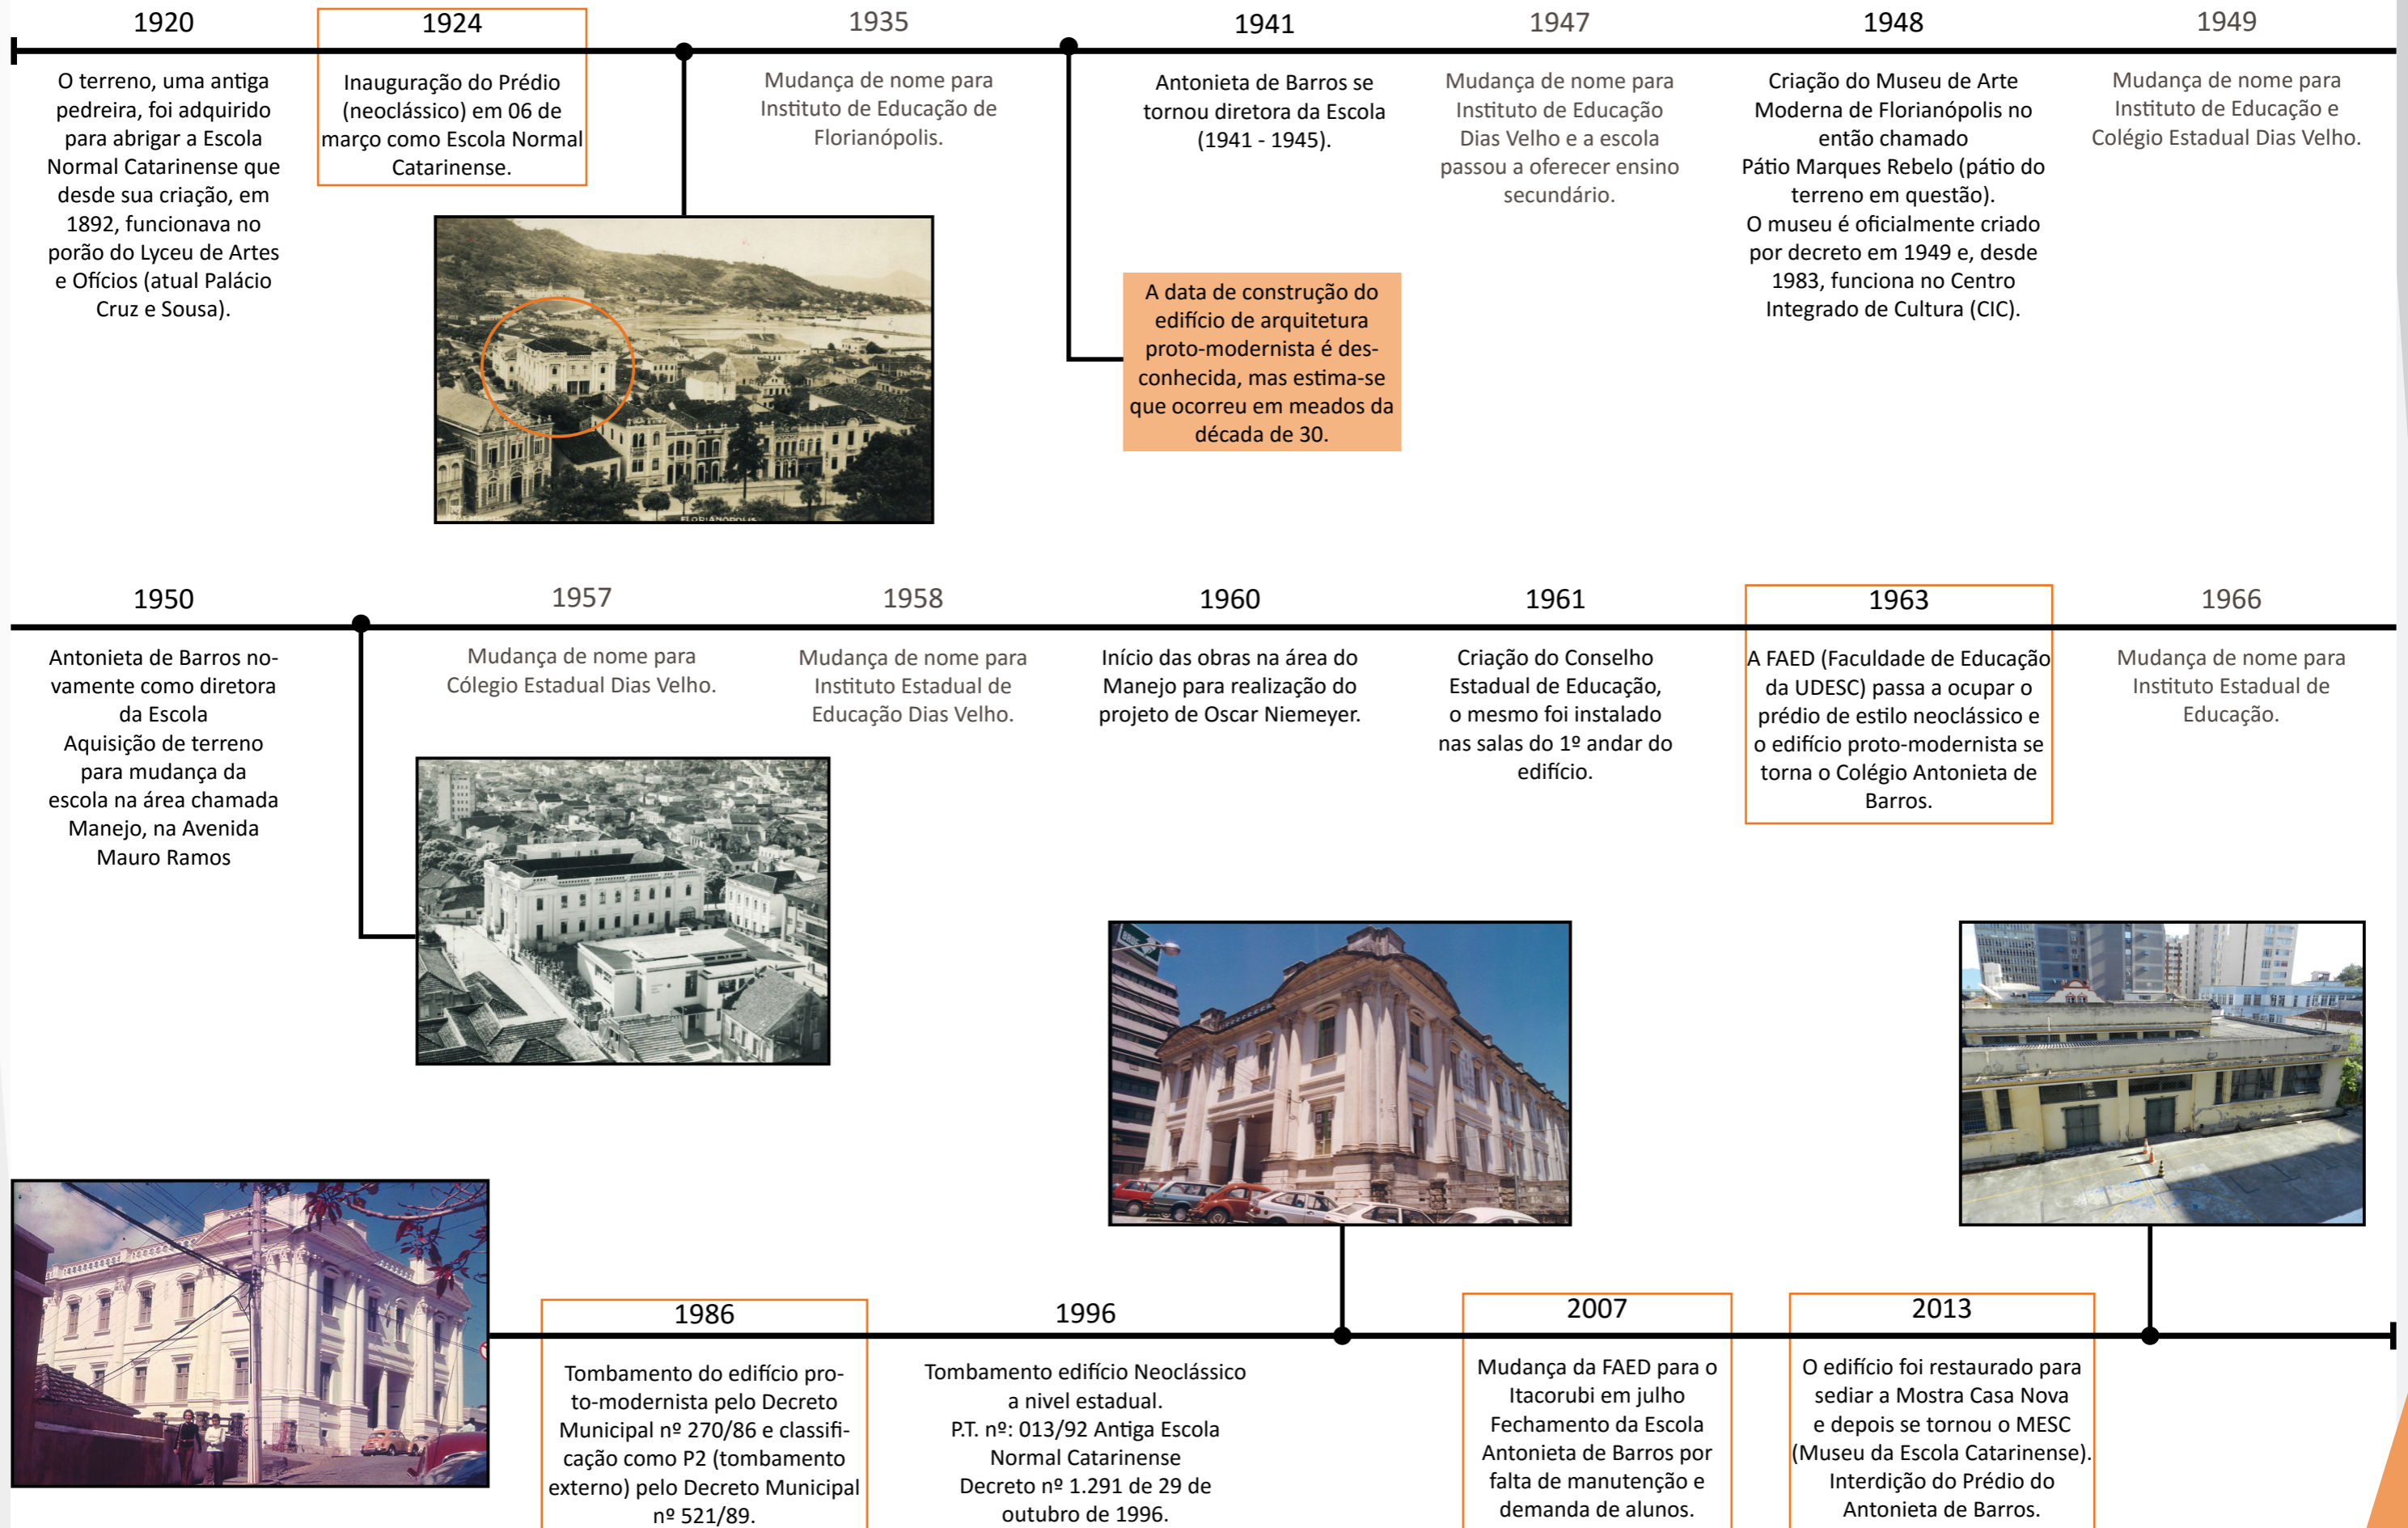 1920
O terreno, uma antiga
pedreira, foi adquirido
para abrigar a Escola
Normal Catarinense que
desde sua criação, em
1892, funcionava no
porão do Lyceu de Artes
e Ofícios (atual Palácio
Cruz e Sousa).
1924
Inauguração do Prédio
(neoclássico) em 06 de
março como Escola Normal
Catarinense.
1935
Mudança de nome para
Instituto de Educação de
Florianópolis.
1941
Antonieta de Barros se
tornou diretora da Escola
(1941 - 1945).
1947
Mudança de nome para
Instituto de Educação
Dias Velho e a escola
passou a oferecer ensino
secundário.
1948
Criação do Museu de Arte
Moderna de Florianópolis no
então chamado
Pátio Marques Rebelo (pátio do
terreno em questão).
O museu é oficialmente criado
por decreto em 1949 e, desde
1983, funciona no Centro
Integrado de Cultura (CIC).
1949
Mudança de nome para
Instituto de Educação e
Colégio Estadual Dias Velho.
FLORIANOPOLIS
A data de construção do
edifício de arquitetura
proto-modernista é des-
conhecida, mas estima-se
que ocorreu em meados da
década de 30.
1950
Antonieta de Barros no-
vamente como diretora
da Escola
Aquisição de terreno
para mudança da
escola na área chamada
Manejo, na Avenida
Mauro Ramos
1957
Mudança de nome para
Cólegio Estadual Dias Velho.
1958
Mudança de nome para
Instituto Estadual de
Educação Dias Velho.
1960
Início das obras na área do
Manejo para realização do
projeto de Oscar Niemeyer.
1961
Criação do Conselho
Estadual de Educação,
o mesmo foi instalado
nas salas do 1º andar do
edifício.
1963
A FAED (Faculdade de Educação
da UDESC) passa a ocupar o
prédio de estilo neoclássico e
o edifício proto-modernista se
torna o Colégio Antonieta de
Barros.
1966
Mudança de nome para
Instituto Estadual de
Educação.
1986
Tombamento do edifício pro-
to-modernista pelo Decreto
Municipal nº 270/86 e classifi-
cação como P2 (tombamento
externo) pelo Decreto Municipal
nº 521/89.
1996
Tombamento edifício Neoclássico
a nivel estadual.
P.T. nº: 013/92 Antiga Escola
Normal Catarinense
Decreto nº 1.291 de 29 de
outubro de 1996.
2007
Mudança da FAED para o
Itacorubi em julho
Fechamento da Escola
Antonieta de Barros por
falta de manutenção e
demanda de alunos.
2013
O edifício foi restaurado para
sediar a Mostra Casa Nova
e depois se tornou o MESC
(Museu da Escola Catarinense).
Interdição do Prédio do
Antonieta de Barros.